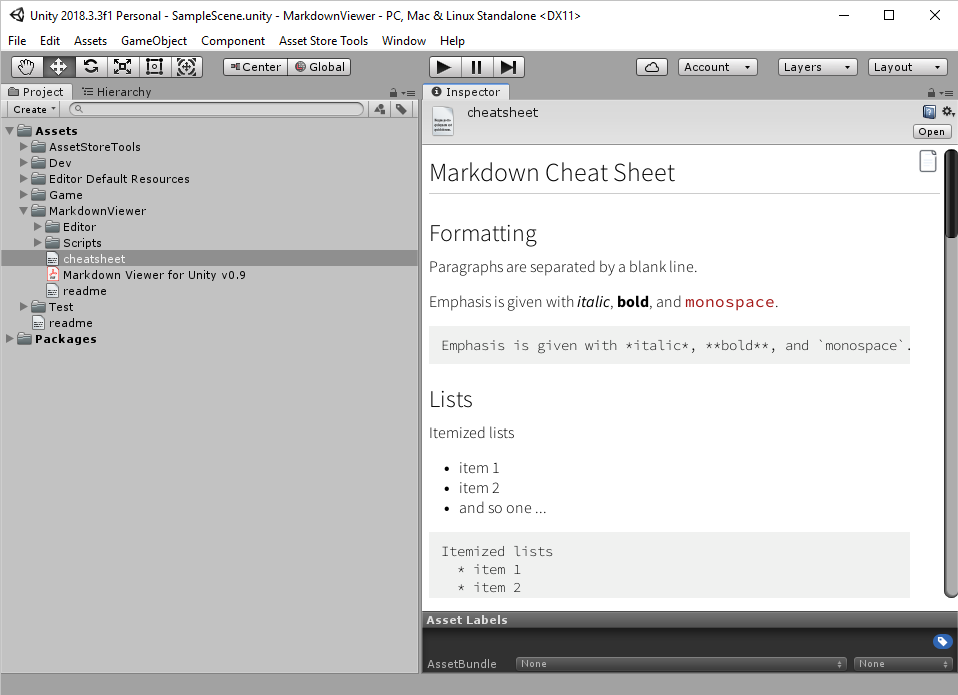 Unity 2018.3.3f1 Personal - SampleScene.unity - MarkdownViewer - PC, Mac & Linux Standalone <DX11>
File Edit Assets GameObject Component Asset Store Tools Window Help
Center Global Account Layers Layout
Project Hierarchy
Create
Assets
AssetStoreTools
Dev
Editor Default Resources
Game
MarkdownViewer
Editor
Scripts
cheatsheet
Markdown Viewer for Unity v0.9
readme
Test
readme
Packages
Inspector
cheatsheet
Open
Markdown Cheat Sheet
Formatting
Paragraphs are separated by a blank line.
Emphasis is given with italic, bold, and monospace.
Emphasis is given with *italic*, **bold**, and `monospace`.
Lists
Itemized lists
• item 1
• item 2
• and so one ...
Itemized lists
* item 1
* item 2
Asset Labels
AssetBundle None None